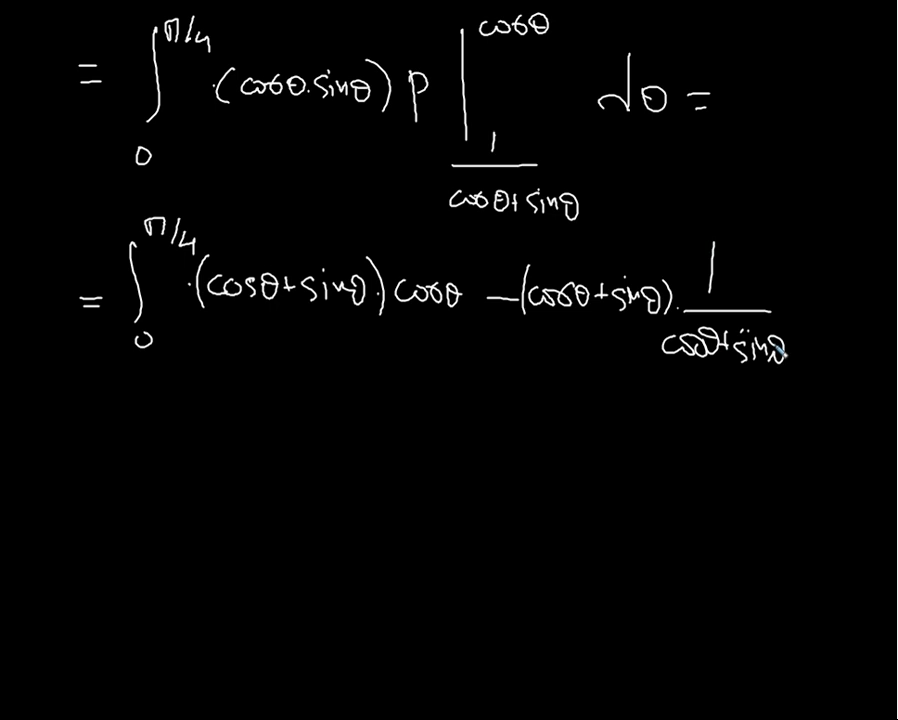 = ∫₀^{π/4} (cosθ.sinθ) ρ |_{1/(cosθ+sinθ)}^{cosθ} dθ =
= ∫₀^{π/4} (cosθ+sinθ) cosθ − (cosθ+sinθ). 1/(cosθ+sinθ)